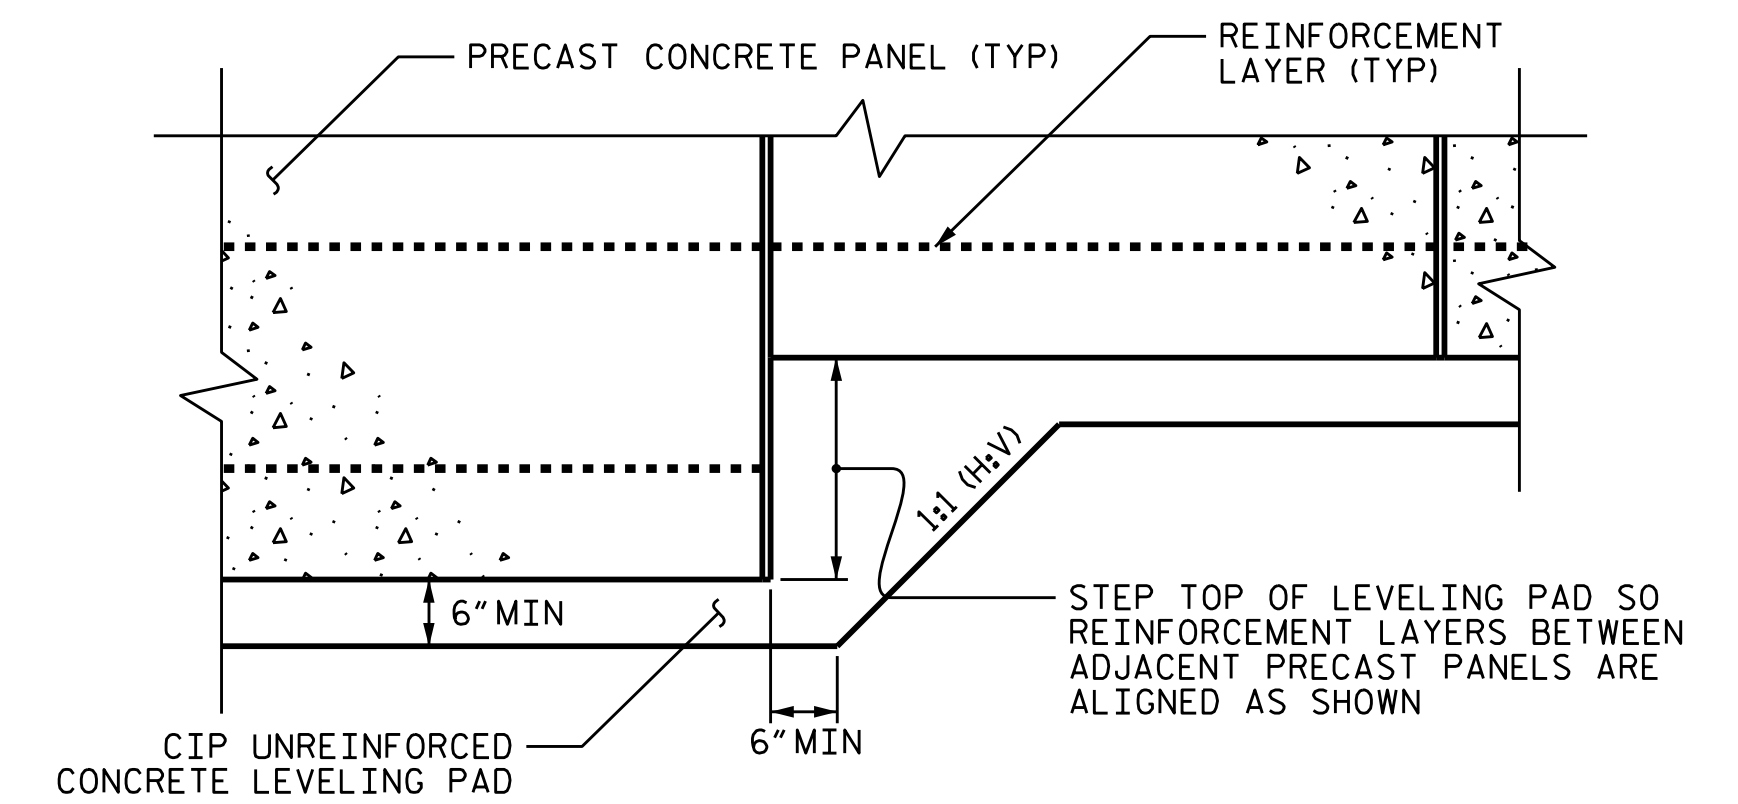 PRECAST CONCRETE PANEL (TYP)
REINFORCEMENT
LAYER (TYP)
1:1 (H:V)
6" MIN
STEP TOP OF LEVELING PAD SO
REINFORCEMENT LAYERS BETWEEN
ADJACENT PRECAST PANELS ARE
ALIGNED AS SHOWN
6" MIN
CIP UNREINFORCED
CONCRETE LEVELING PAD